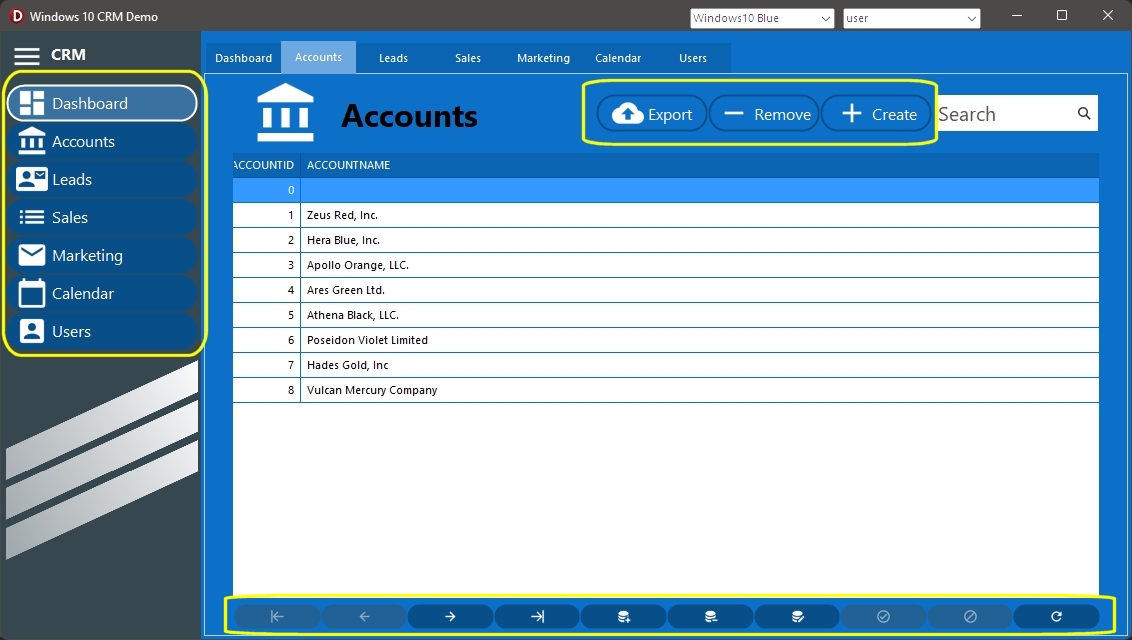 Windows 10 CRM Demo
Windows10 Blue
user
CRM
Dashboard
Accounts
Leads
Sales
Marketing
Calendar
Users
Dashboard Accounts Leads Sales Marketing Calendar Users
Accounts
Export
Remove
Create
Search
ACCOUNTID ACCOUNTNAME
0
1 Zeus Red, Inc.
2 Hera Blue, Inc.
3 Apollo Orange, LLC.
4 Ares Green Ltd.
5 Athena Black, LLC.
6 Poseidon Violet Limited
7 Hades Gold, Inc
8 Vulcan Mercury Company